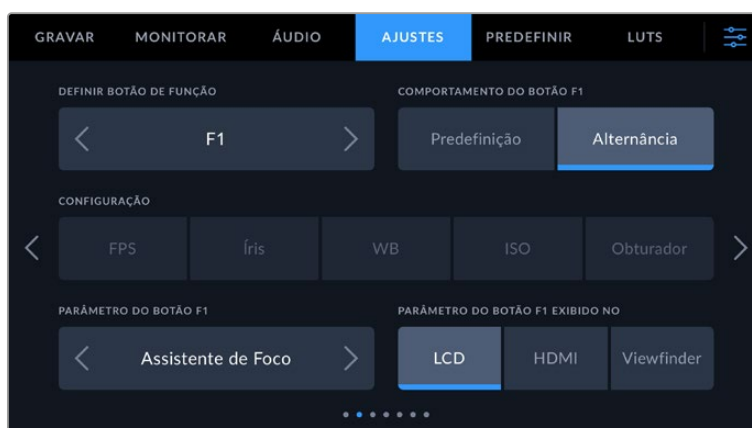 GRAVAR MONITORAR ÁUDIO AJUSTES PREDEFINIR LUTS
DEFINIR BOTÃO DE FUNÇÃO COMPORTAMENTO DO BOTÃO F1
F1 Predefinição Alternância
CONFIGURAÇÃO
FPS Íris WB ISO Obturador
PARÂMETRO DO BOTÃO F1 PARÂMETRO DO BOTÃO F1 EXIBIDO NO
Assistente de Foco LCD HDMI Viewfinder